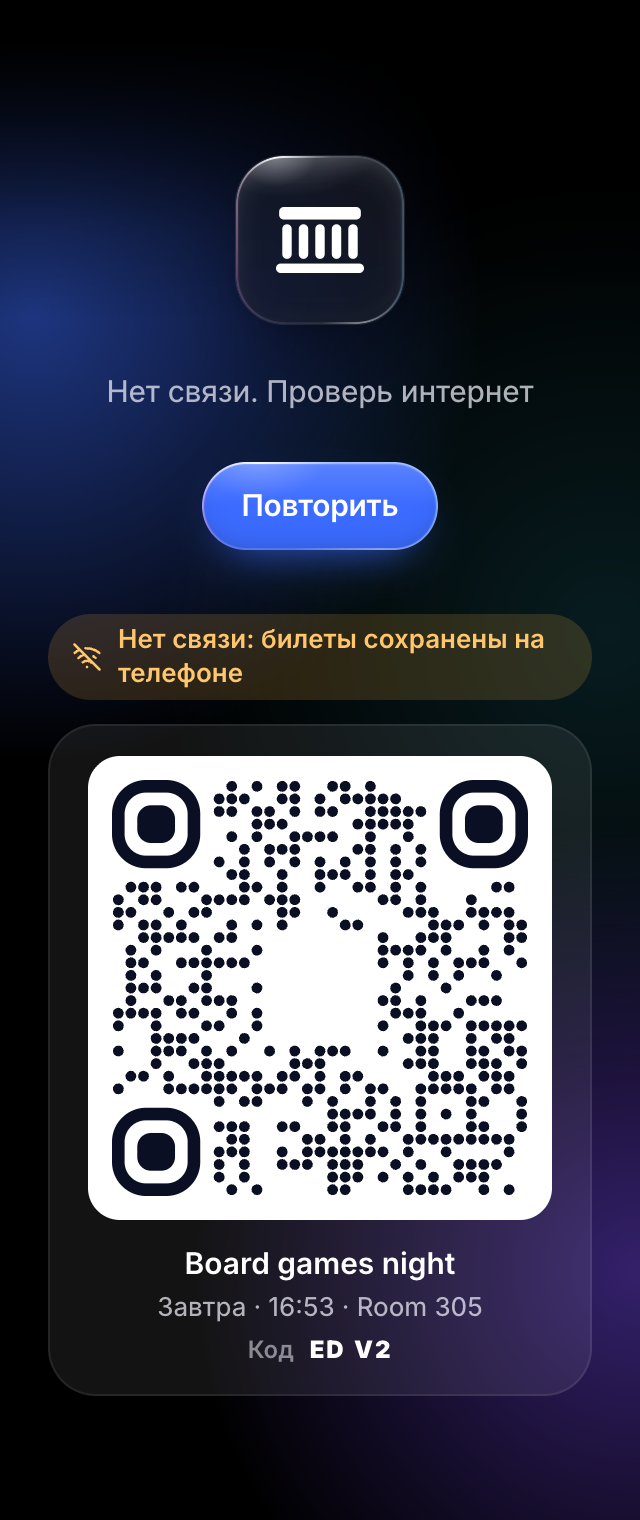 Нет связи. Проверь интернет
Повторить
Нет связи: билеты сохранены на
телефоне
Board games night
Завтра · 16:53 · Room 305
Код ED V2